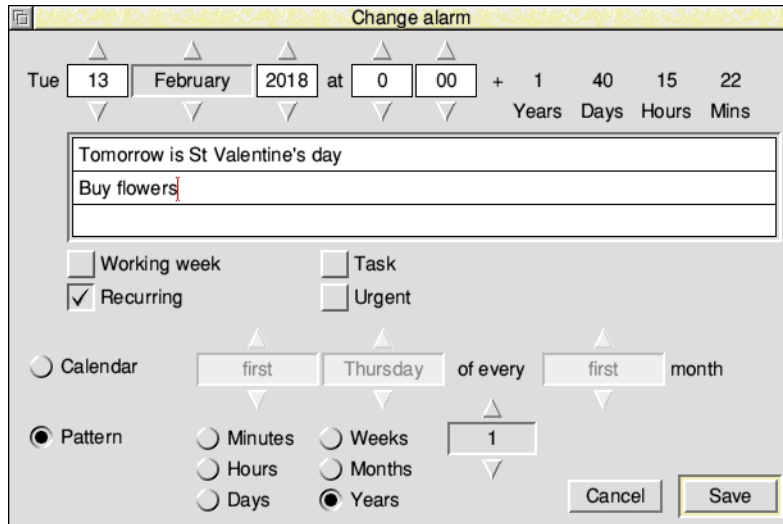 Change alarm
Tue 13 February 2018 at 0 00 + 1 40 15 22
Years Days Hours Mins
Tomorrow is St Valentine's day
Buy flowers
Working week Task
Recurring Urgent
Calendar first Thursday of every first month
Pattern Minutes Weeks 1
Hours Months
Days Years Cancel Save